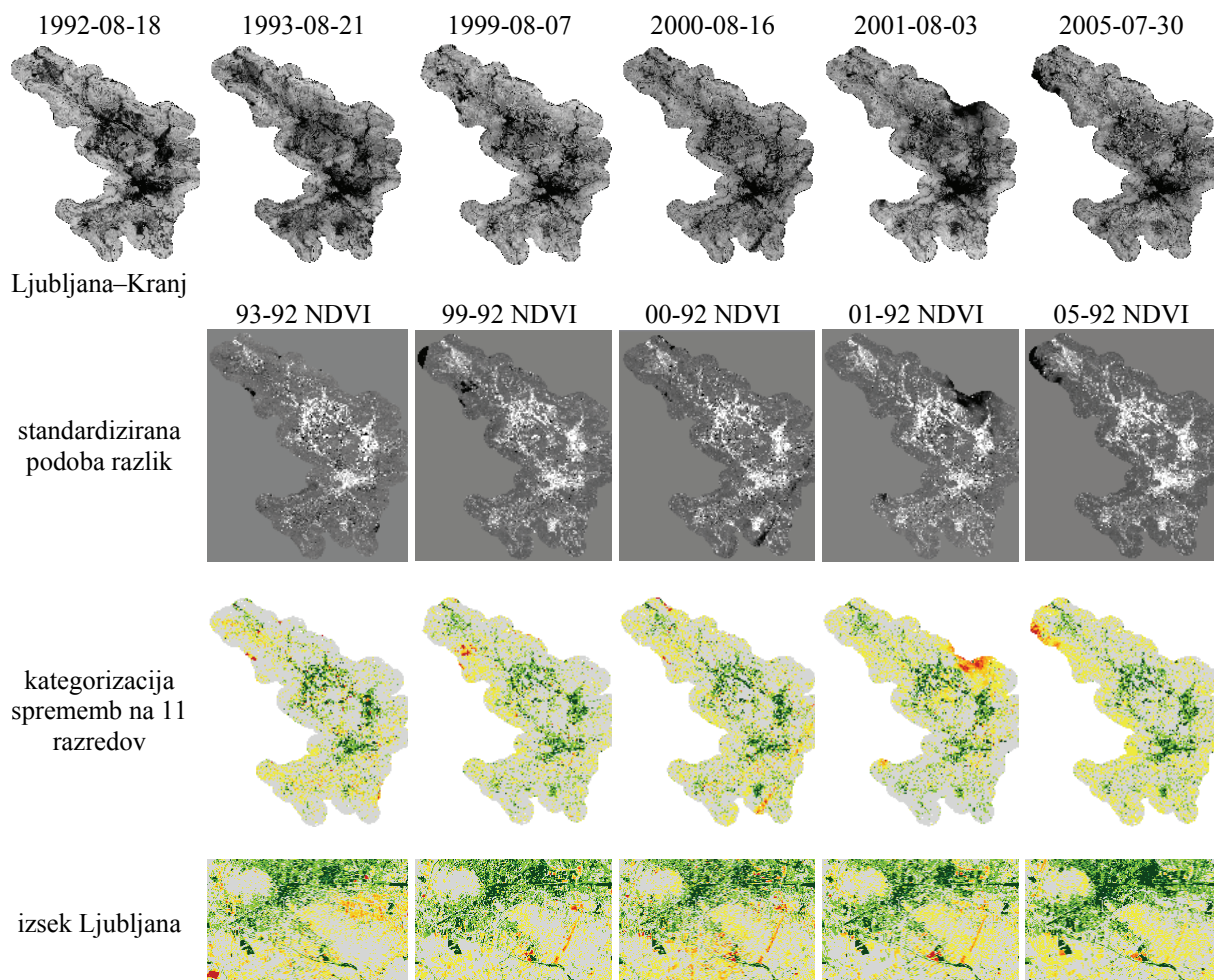 1992-08-18
1993-08-21
1999-08-07
2000-08-16
2001-08-03
2005-07-30
Ljubljana–Kranj
93-92 NDVI
99-92 NDVI
00-92 NDVI
01-92 NDVI
05-92 NDVI
standardizirana
podoba razlik
kategorizacija
sprememb na 11
razredov
izsek Ljubljana